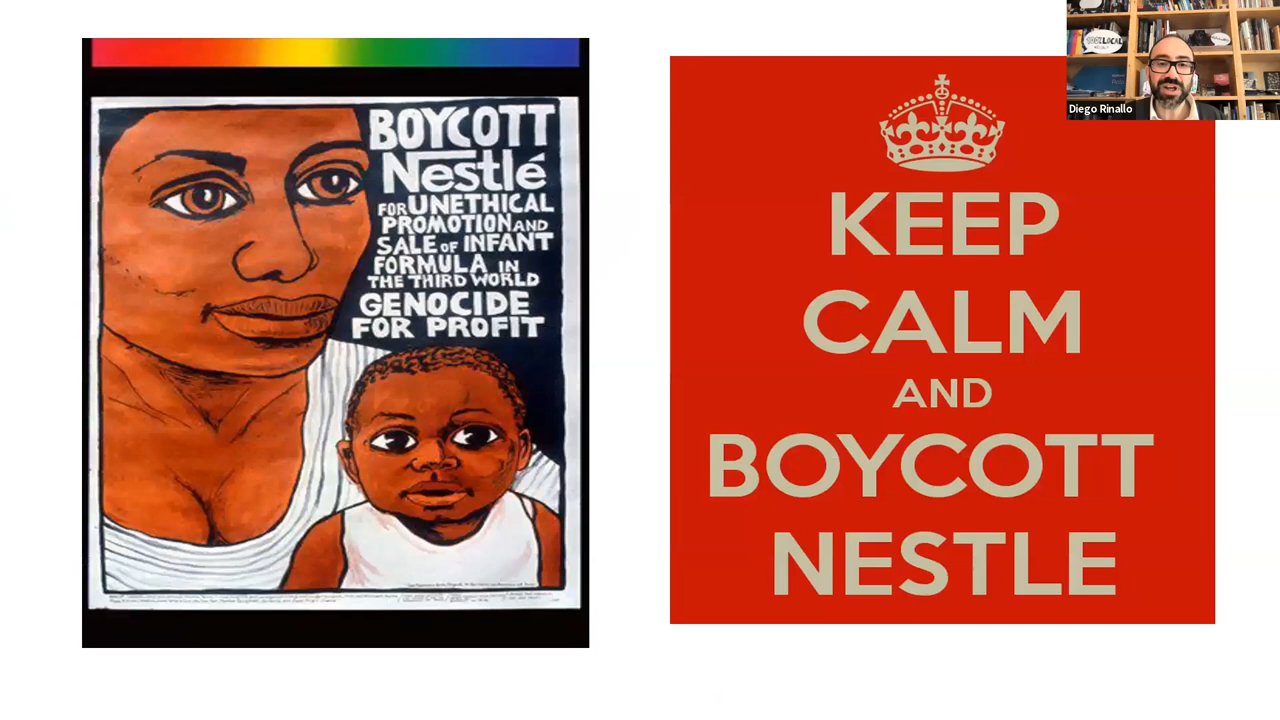 BOYCOTT
Nestlé
FOR UNETHICAL
PROMOTION AND
SALE OF INFANT
FORMULA IN
THE THIRD WORLD
GENOCIDE
FOR PROFIT
KEEP
CALM
AND
BOYCOTT
NESTLE
Diego Rinallo